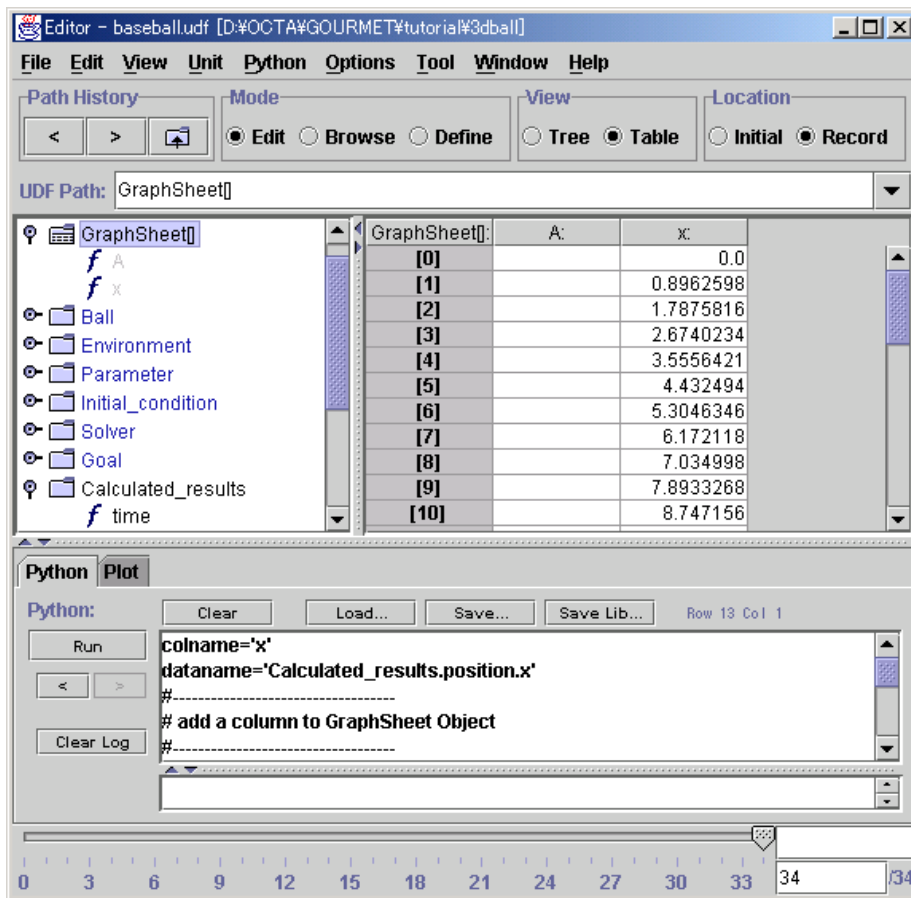 Editor - baseball.udf [D:¥OCTA¥GOURMET¥tutorial¥3dball]
File Edit View Unit Python Options Tool Window Help
Path History Mode View Location
< > Edit Browse Define Tree Table Initial Record
UDF Path: GraphSheet[]
GraphSheet[]
A
x
Ball
Environment
Parameter
Initial_condition
Solver
Goal
Calculated_results
time
GraphSheet[]: A: x:
[0] 0.0
[1] 0.8962598
[2] 1.7875816
[3] 2.6740234
[4] 3.5556421
[5] 4.432494
[6] 5.3046346
[7] 6.172118
[8] 7.034998
[9] 7.8933268
[10] 8.747156
Python Plot
Python: Clear Load... Save... Save Lib... Row 13 Col 1
Run
< >
Clear Log
colname='x'
dataname='Calculated_results.position.x'
#-----------------------------------
# add a column to GraphSheet Object
#-----------------------------------
0 3 6 9 12 15 18 21 24 27 30 33 34 /34